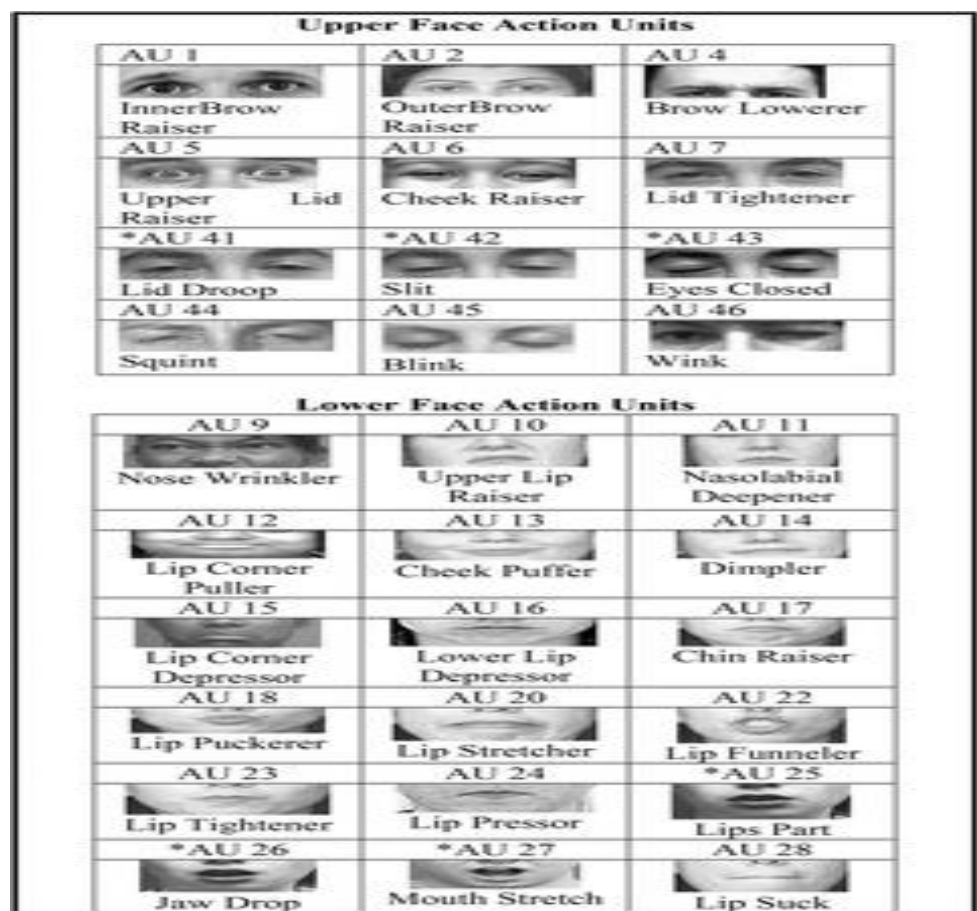 Upper Face Action Units
AU 1 AU 2 AU 4
InnerBrow Raiser OuterBrow Raiser Brow Lowerer
AU 5 AU 6 AU 7
Upper Lid Raiser Cheek Raiser Lid Tightener
*AU 41 *AU 42 *AU 43
Lid Droop Slit Eyes Closed
AU 44 AU 45 AU 46
Squint Blink Wink
Lower Face Action Units
AU 9 AU 10 AU 11
Nose Wrinkler Upper Lip Raiser Nasolabial Deepener
AU 12 AU 13 AU 14
Lip Corner Puller Cheek Puffer Dimpler
AU 15 AU 16 AU 17
Lip Corner Depressor Lower Lip Depressor Chin Raiser
AU 18 AU 20 AU 22
Lip Puckerer Lip Stretcher Lip Funneler
AU 23 AU 24 *AU 25
Lip Tightener Lip Pressor Lips Part
*AU 26 *AU 27 AU 28
Jaw Drop Mouth Stretch Lip Suck